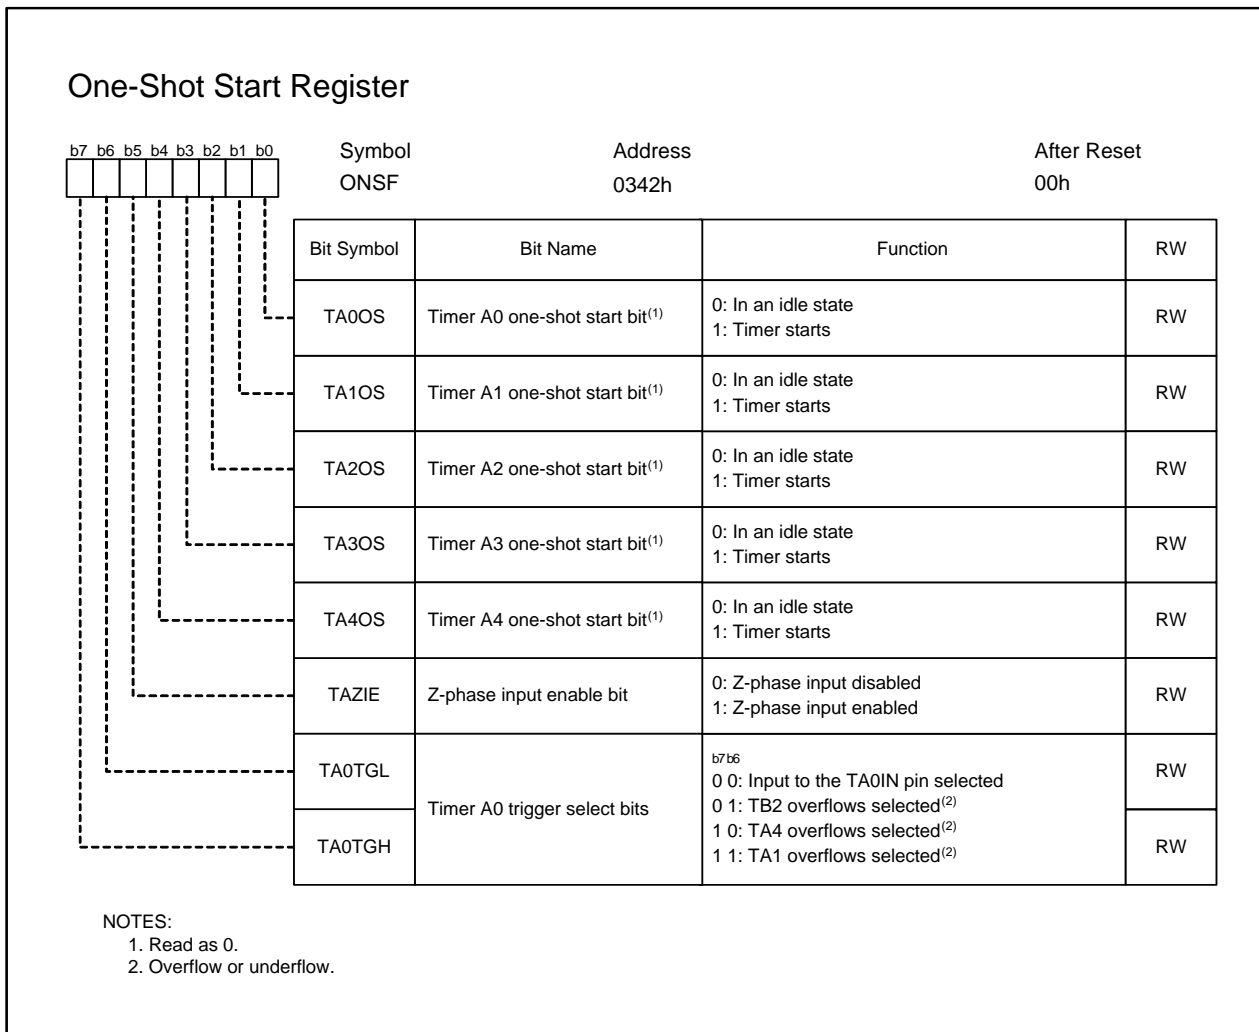 One-Shot Start Register
b7 b6 b5 b4 b3 b2 b1 b0
Symbol Address After Reset
ONSF 0342h 00h
Bit Symbol Bit Name Function RW
TA0OS Timer A0 one-shot start bit(1) 0: In an idle state
1: Timer starts RW
TA1OS Timer A1 one-shot start bit(1) 0: In an idle state
1: Timer starts RW
TA2OS Timer A2 one-shot start bit(1) 0: In an idle state
1: Timer starts RW
TA3OS Timer A3 one-shot start bit(1) 0: In an idle state
1: Timer starts RW
TA4OS Timer A4 one-shot start bit(1) 0: In an idle state
1: Timer starts RW
TAZIE Z-phase input enable bit 0: Z-phase input disabled
1: Z-phase input enabled RW
TA0TGL Timer A0 trigger select bits b7b6
0 0: Input to the TA0IN pin selected RW
0 1: TB2 overflows selected(2)
1 0: TA4 overflows selected(2)
TA0TGH 1 1: TA1 overflows selected(2) RW
NOTES:
1. Read as 0.
2. Overflow or underflow.